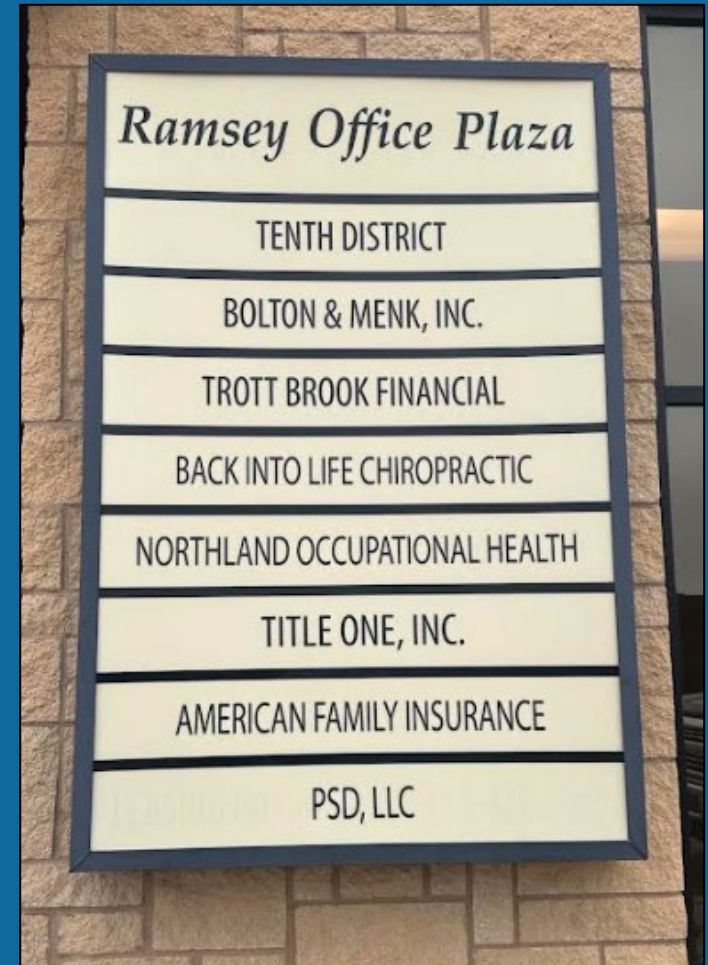 Ramsey Office Plaza
TENTH DISTRICT
BOLTON & MENK, INC.
TROTT BROOK FINANCIAL
BACK INTO LIFE CHIROPRACTIC
NORTHLAND OCCUPATIONAL HEALTH
TITLE ONE, INC.
AMERICAN FAMILY INSURANCE
PSD, LLC